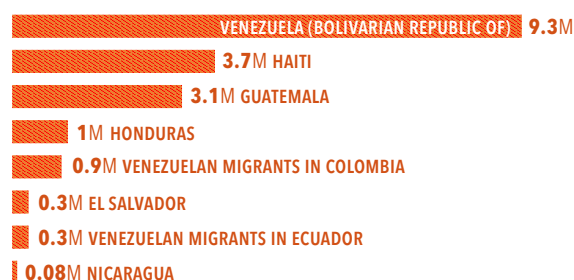 VENEZUELA (BOLIVARIAN REPUBLIC OF) 9.3M
3.7M HAITI
3.1M GUATEMALA
1M HONDURAS
0.9M VENEZUELAN MIGRANTS IN COLOMBIA
0.3M EL SALVADOR
0.3M VENEZUELAN MIGRANTS IN ECUADOR
0.08M NICARAGUA